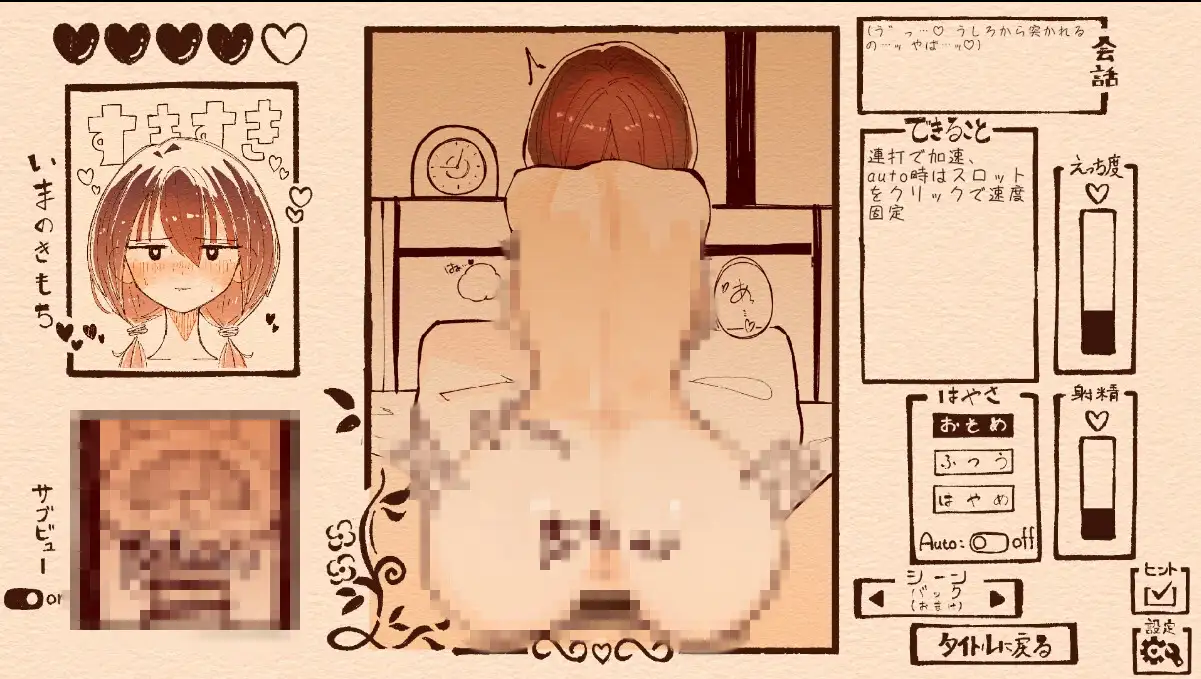 すきすき
いまのきもち
サブビュー
on
あっ…♡
(う゛っ…♡ うしろから突かれる
の…ッ やば…ッ♡)
会話
できること
連打で加速、
auto時はスロット
をクリックで速度
固定
えっち度
はやさ
おそめ
ふつう
はやめ
Auto: off
射精
シーン
バック
(おまけ)
タイトルに戻る
ヒント
設定